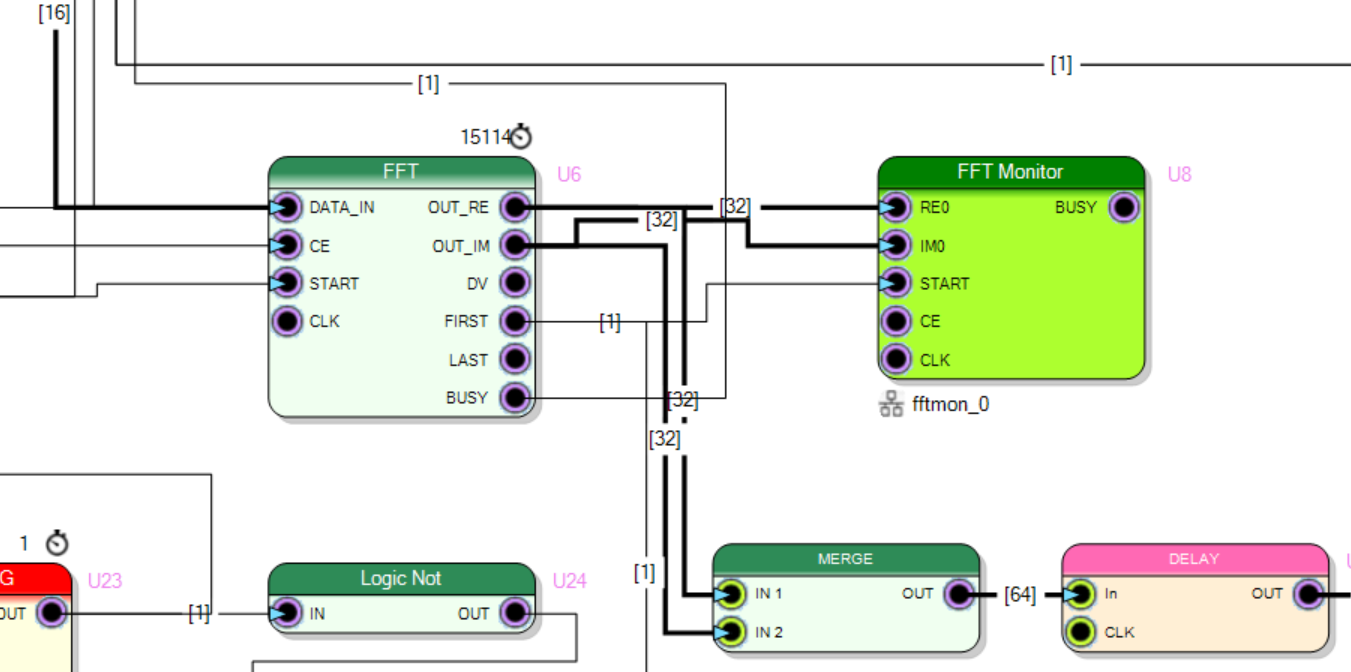 [16]
[1]
[1]
15114
FFT
U6
FFT Monitor
U8
DATA_IN
OUT_RE
[32]
RE0
BUSY
[32]
CE
OUT_IM
IM0
START
DV
START
CLK
FIRST
[1]
CE
LAST
CLK
BUSY
[32]
fftmon_0
[32]
1
MERGE
DELAY
G
U23
Logic Not
U24
[1]
IN 1
OUT
[64]
In
OUT
OUT
[1]
IN
OUT
IN 2
CLK